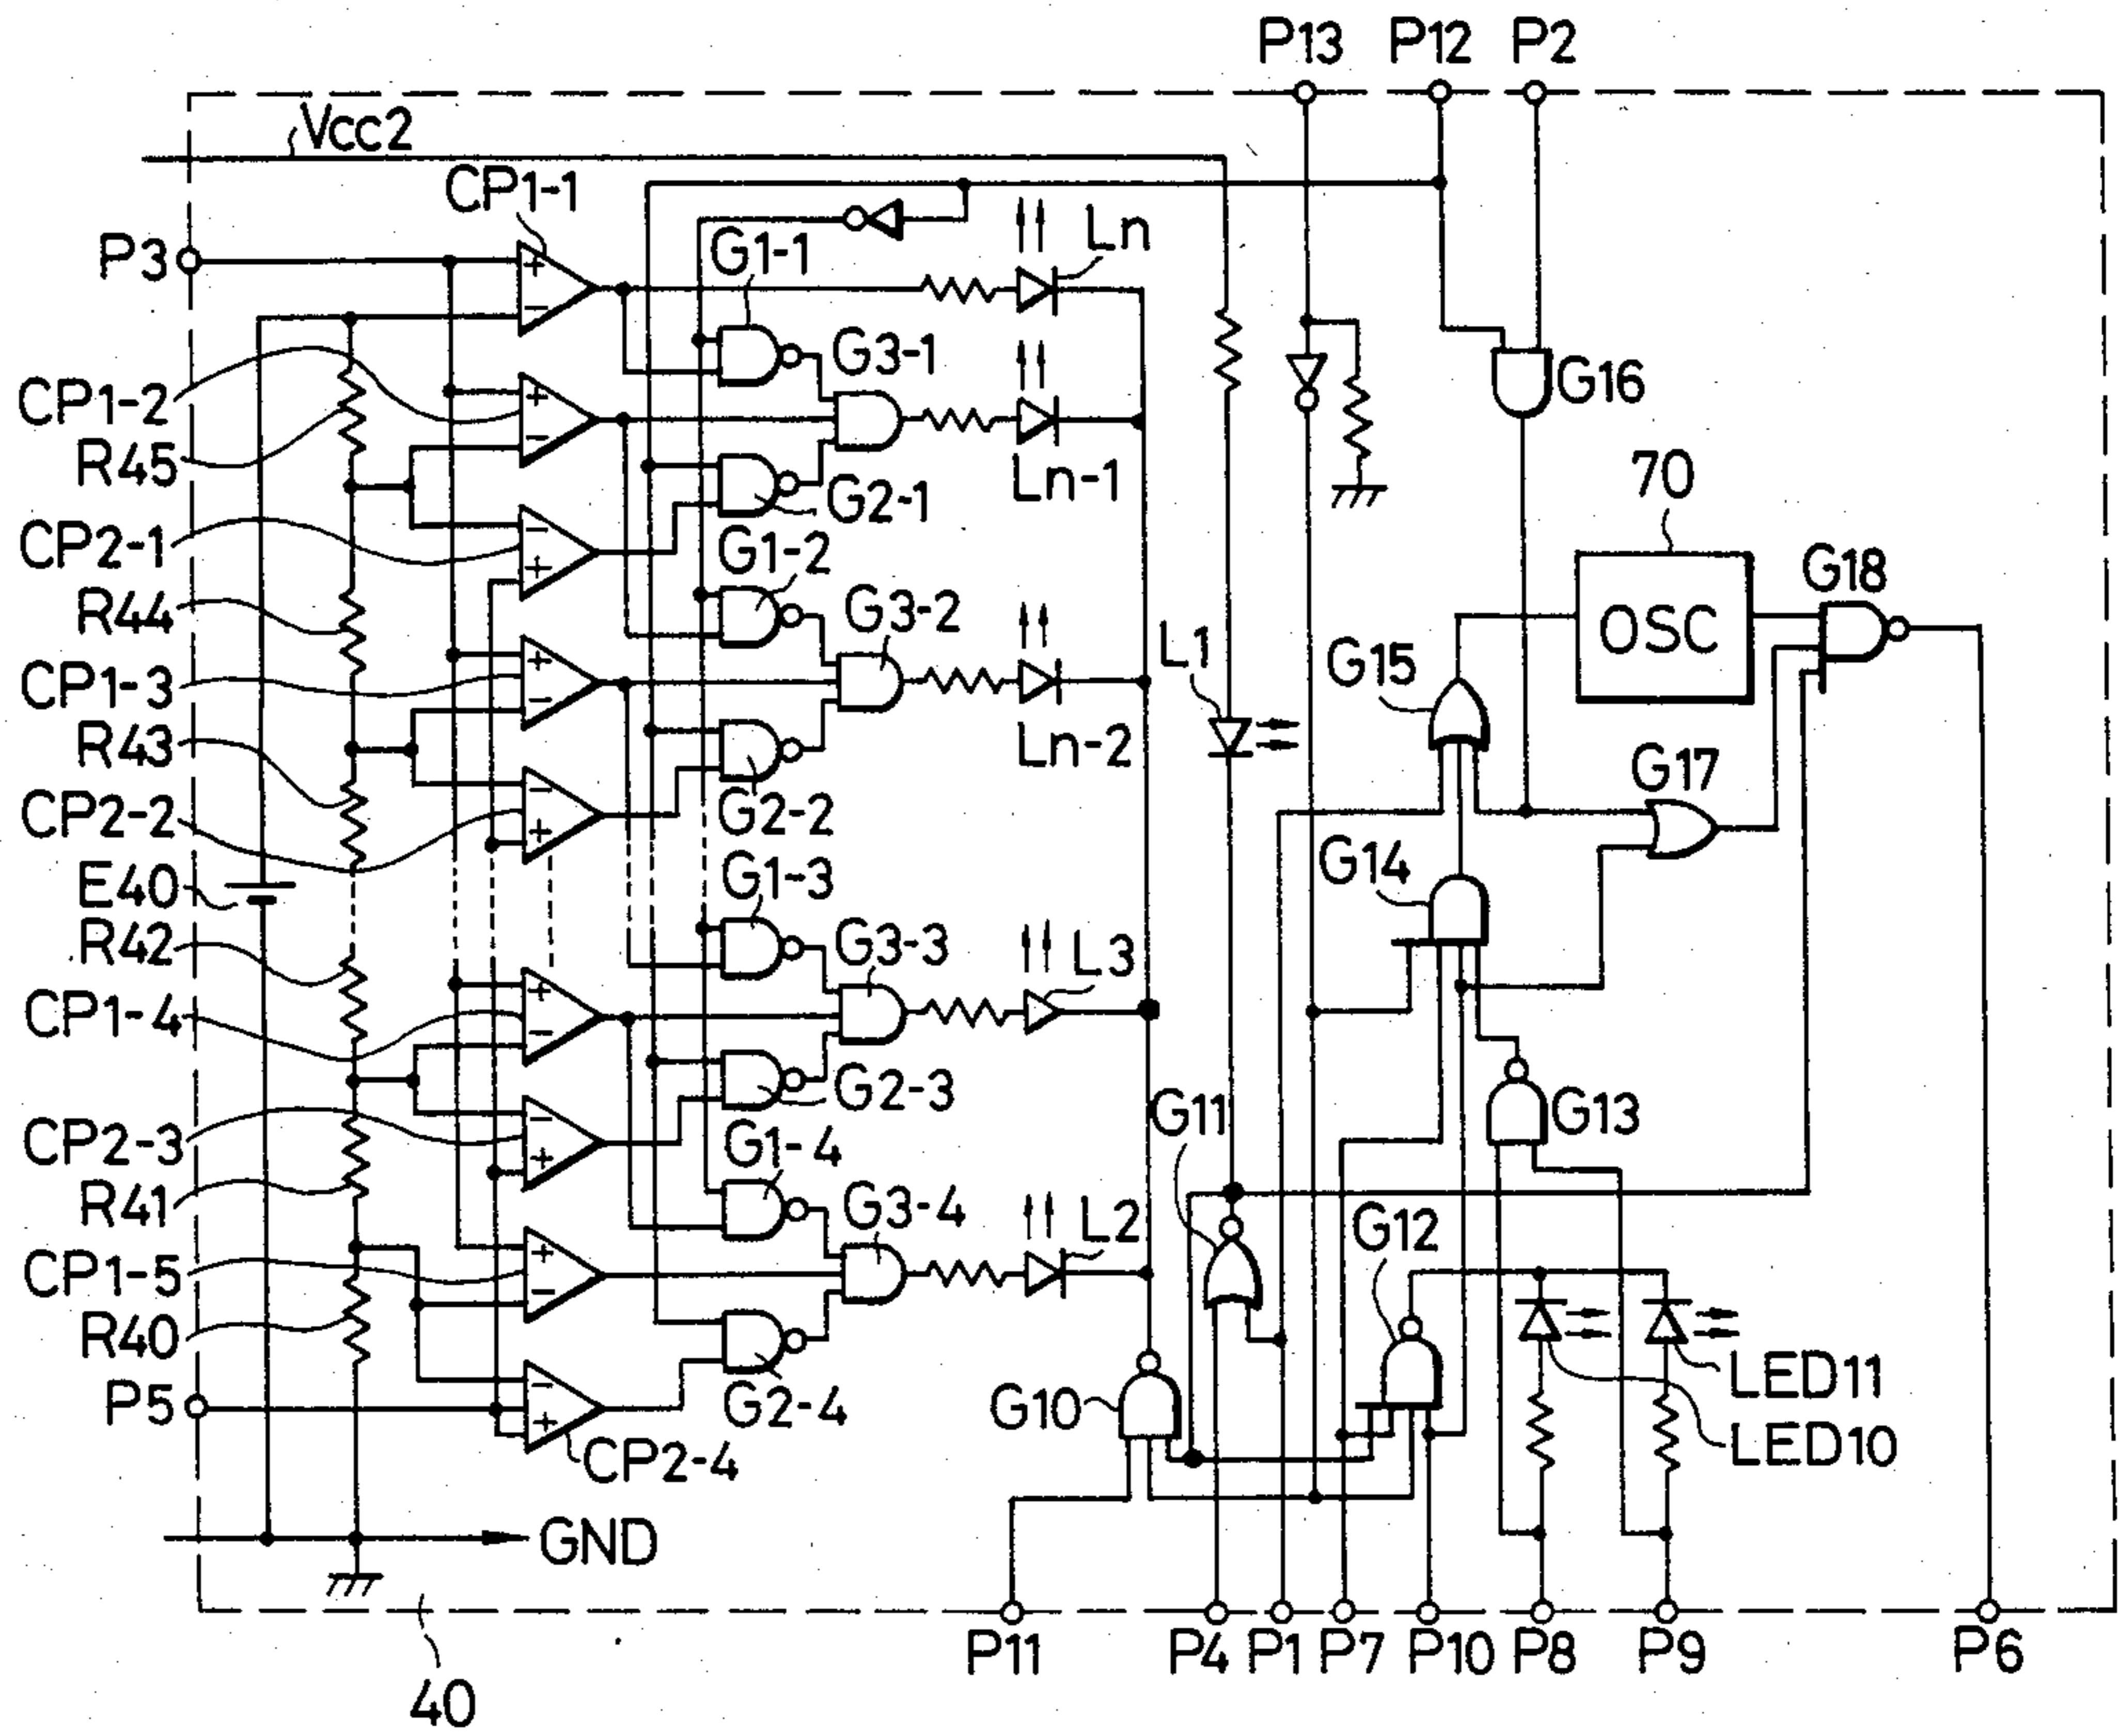 P13 P12 P2
Vcc2
CP1-1
P3
G1-1
Ln
G3-1
CP1-2
G16
R45
Ln-1
70
G2-1
CP2-1
G1-2
G18
R44
G3-2
OSC
L1
G15
CP1-3
R43
Ln-2
G17
CP2-2
G2-2
G14
G1-3
E40
R42
G3-3
L3
CP1-4
G2-3
G11
G13
CP2-3
G1-4
R41
G3-4
L2
G12
CP1-5
R40
LED11
P5
G2-4
G10
LED10
CP2-4
GND
P11 P4 P1 P7 P10 P8 P9 P6
40